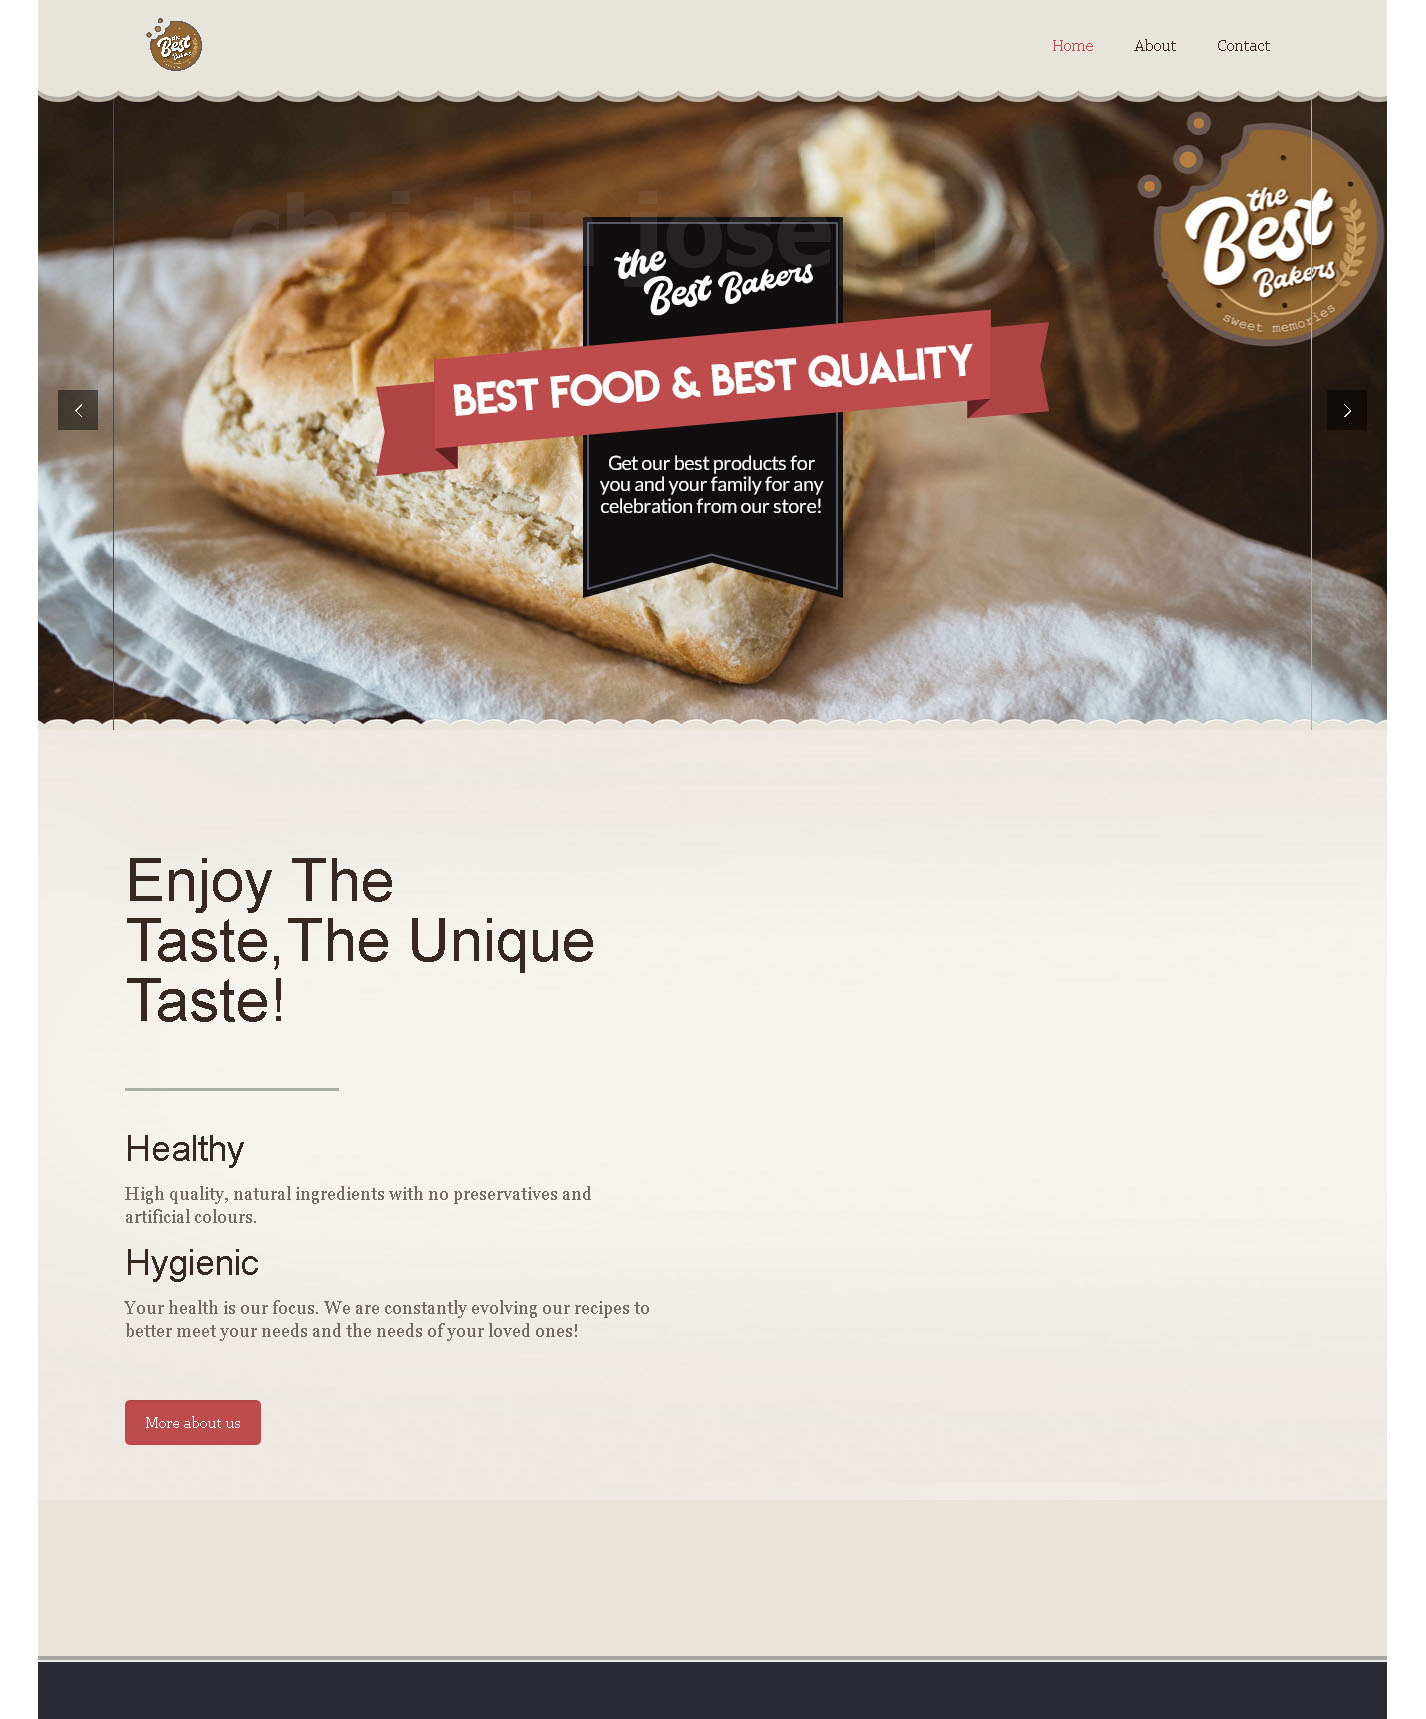 the
Best
Bakers
Home
About
Contact
christin joseph
the
Best Bakers
BEST FOOD & BEST QUALITY
Get our best products for
you and your family for any
celebration from our store!
the
Best
Bakers
sweet memories
Enjoy The
Taste,The Unique
Taste!
Healthy
High quality, natural ingredients with no preservatives and
artificial colours.
Hygienic
Your health is our focus. We are constantly evolving our recipes to
better meet your needs and the needs of your loved ones!
More about us